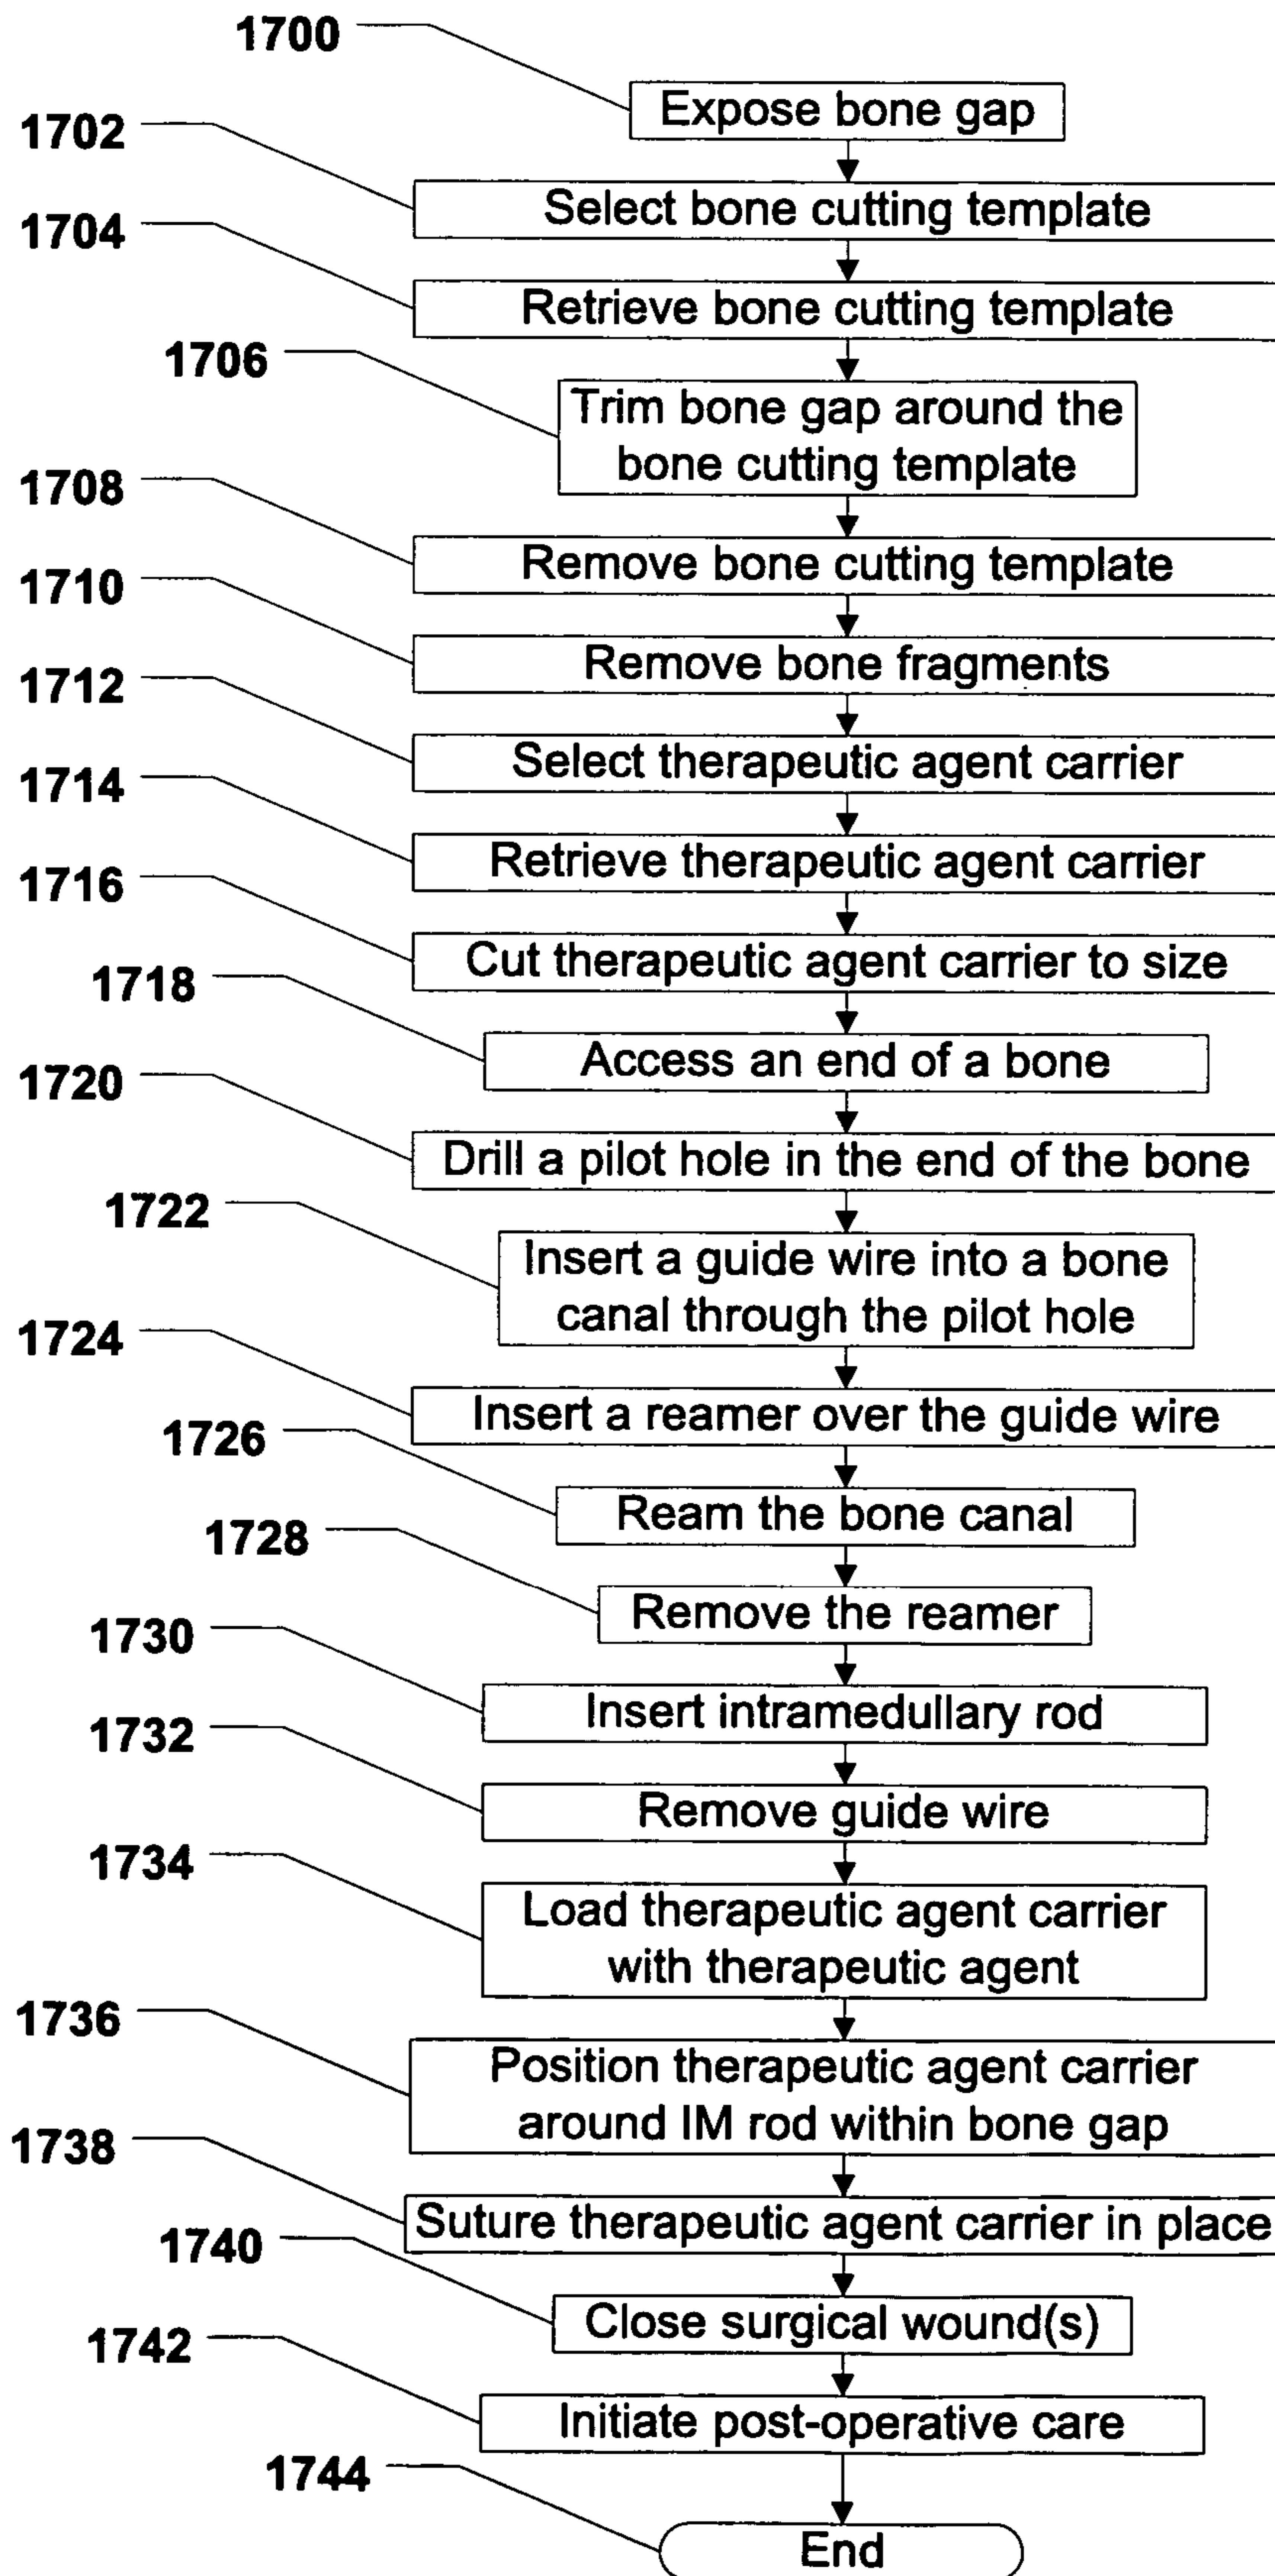 1700
Expose bone gap
1702
Select bone cutting template
1704
Retrieve bone cutting template
1706
Trim bone gap around the
bone cutting template
1708
Remove bone cutting template
1710
Remove bone fragments
1712
Select therapeutic agent carrier
1714
Retrieve therapeutic agent carrier
1716
Cut therapeutic agent carrier to size
1718
Access an end of a bone
1720
Drill a pilot hole in the end of the bone
1722
Insert a guide wire into a bone
canal through the pilot hole
1724
Insert a reamer over the guide wire
1726
Ream the bone canal
1728
Remove the reamer
1730
Insert intramedullary rod
1732
Remove guide wire
1734
Load therapeutic agent carrier
with therapeutic agent
1736
Position therapeutic agent carrier
around IM rod within bone gap
1738
Suture therapeutic agent carrier in place
1740
Close surgical wound(s)
1742
Initiate post-operative care
1744
End